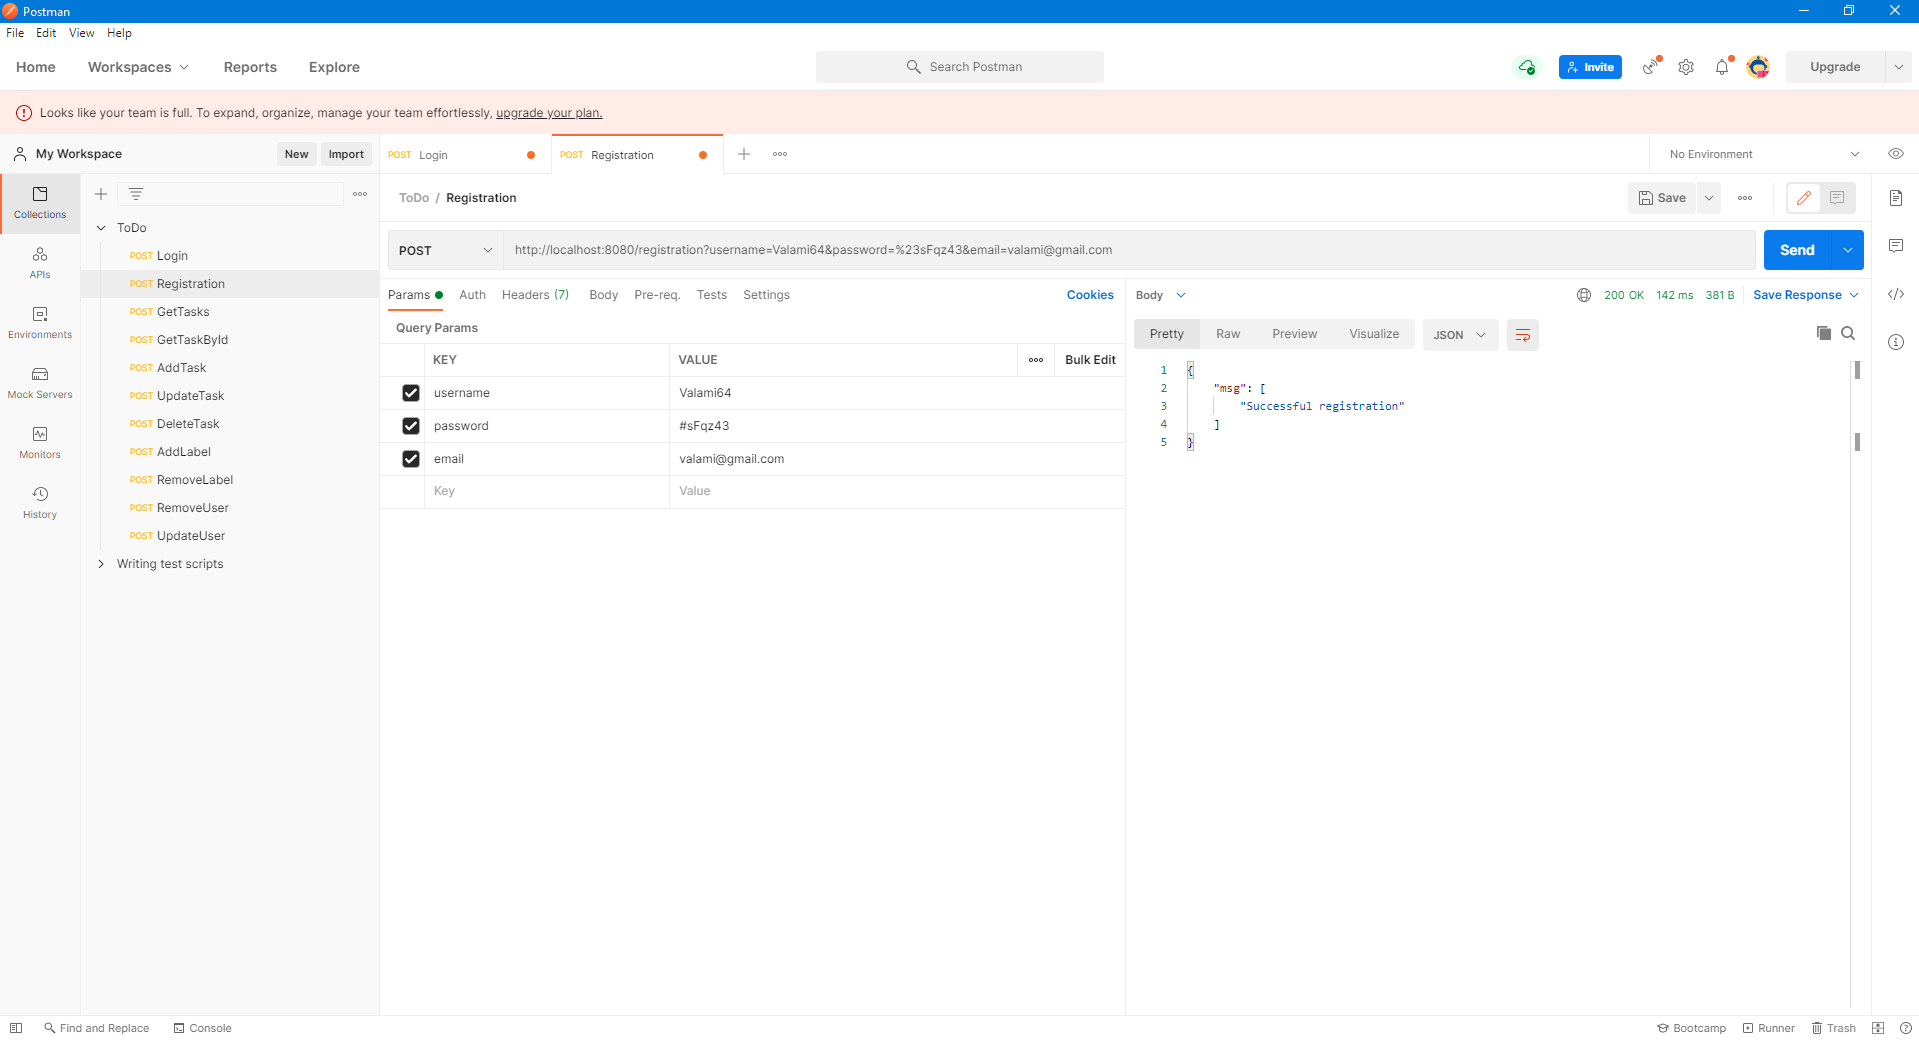 Postman
File Edit View Help
Home Workspaces Reports Explore Search Postman Invite Upgrade
Looks like your team is full. To expand, organize, manage your team effortlessly, upgrade your plan.
My Workspace New Import POST Login POST Registration No Environment
Collections
APIs
Environments
Mock Servers
Monitors
History
ToDo
POST Login
POST Registration
POST GetTasks
POST GetTaskById
POST AddTask
POST UpdateTask
POST DeleteTask
POST AddLabel
POST RemoveLabel
POST RemoveUser
POST UpdateUser
Writing test scripts
ToDo / Registration Save
POST http://localhost:8080/registration?username=Valami64&password=%23sFqz43&email=valami@gmail.com Send
Params Auth Headers (7) Body Pre-req. Tests Settings Cookies
Query Params
KEY VALUE Bulk Edit
username Valami64
password #sFqz43
email valami@gmail.com
Key Value
Body 200 OK 142 ms 381 B Save Response
Pretty Raw Preview Visualize JSON
1 {
2 "msg": [
3 "Successful registration"
4 ]
5 }
Find and Replace Console Bootcamp Runner Trash